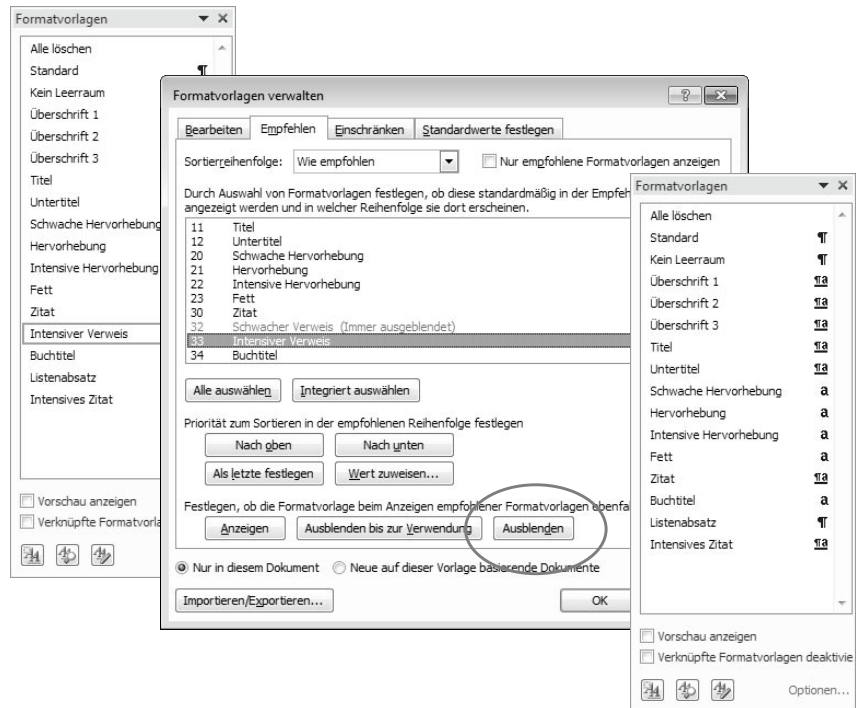 Formatvorlagen
Alle löschen
Standard ¶
Kein Leerraum
Überschrift 1
Überschrift 2
Überschrift 3
Titel
Untertitel
Schwache Hervorhebung
Hervorhebung
Intensive Hervorhebung
Fett
Zitat
Intensiver Verweis
Buchtitel
Listenabsatz
Intensives Zitat
Vorschau anzeigen
Verknüpfte Formatvorla
Formatvorlagen verwalten
Bearbeiten Empfehlen Einschränken Standardwerte festlegen
Sortierreihenfolge: Wie empfohlen Nur empfohlene Formatvorlagen anzeigen
Durch Auswahl von Formatvorlagen festlegen, ob diese standardmäßig in der Empfeh
angezeigt werden und in welcher Reihenfolge sie dort erscheinen.
11 Titel
12 Untertitel
20 Schwache Hervorhebung
21 Hervorhebung
22 Intensive Hervorhebung
23 Fett
30 Zitat
32 Schwacher Verweis (Immer ausgeblendet)
33 Intensiver Verweis
34 Buchtitel
Alle auswählen Integriert auswählen
Priorität zum Sortieren in der empfohlenen Reihenfolge festlegen
Nach oben Nach unten
Als letzte festlegen Wert zuweisen...
Festlegen, ob die Formatvorlage beim Anzeigen empfohlener Formatvorlagen ebenfal
Anzeigen Ausblenden bis zur Verwendung Ausblenden
Nur in diesem Dokument Neue auf dieser Vorlage basierende Dokumente
Importieren/Exportieren... OK
Formatvorlagen
Alle löschen
Standard ¶
Kein Leerraum ¶
Überschrift 1 ¶a
Überschrift 2 ¶a
Überschrift 3 ¶a
Titel ¶a
Untertitel ¶a
Schwache Hervorhebung a
Hervorhebung a
Intensive Hervorhebung a
Fett a
Zitat ¶a
Buchtitel a
Listenabsatz ¶
Intensives Zitat ¶a
Vorschau anzeigen
Verknüpfte Formatvorlagen deaktivie
Optionen...